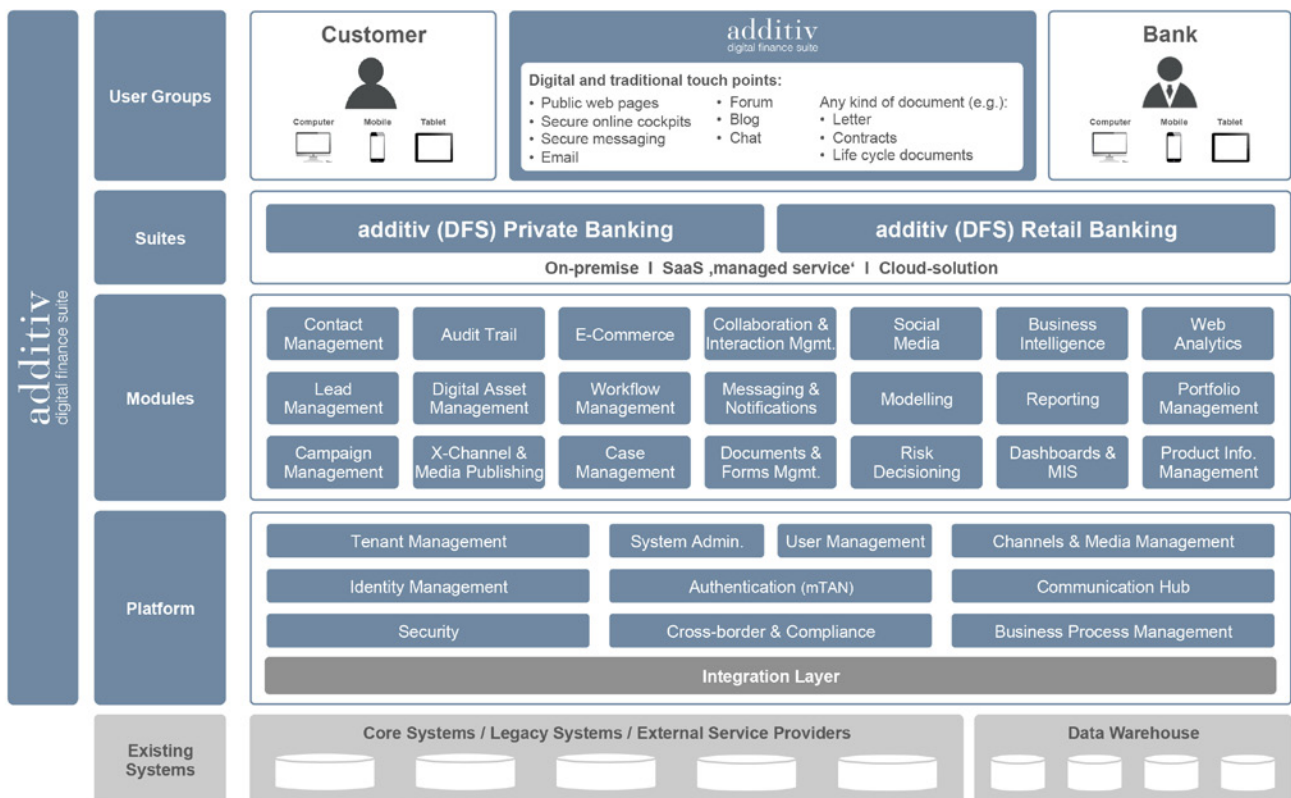 additiv
digital finance suite
User Groups
Customer
Computer Mobile Tablet
additiv
digital finance suite
Digital and traditional touch points:
• Public web pages
• Secure online cockpits
• Secure messaging
• Email
• Forum
• Blog
• Chat
Any kind of document (e.g.):
• Letter
• Contracts
• Life cycle documents
Bank
Computer Mobile Tablet
Suites
additiv (DFS) Private Banking
additiv (DFS) Retail Banking
On-premise I SaaS ‚managed service‘ I Cloud-solution
Modules
Contact
Management
Audit Trail
E-Commerce
Collaboration &
Interaction Mgmt.
Social
Media
Business
Intelligence
Web
Analytics
Lead
Management
Digital Asset
Management
Workflow
Management
Messaging &
Notifications
Modelling
Reporting
Portfolio
Management
Campaign
Management
X-Channel &
Media Publishing
Case
Management
Documents &
Forms Mgmt.
Risk
Decisioning
Dashboards &
MIS
Product Info.
Management
Platform
Tenant Management
System Admin.
User Management
Channels & Media Management
Identity Management
Authentication (mTAN)
Communication Hub
Security
Cross-border & Compliance
Business Process Management
Integration Layer
Existing
Systems
Core Systems / Legacy Systems / External Service Providers
Data Warehouse